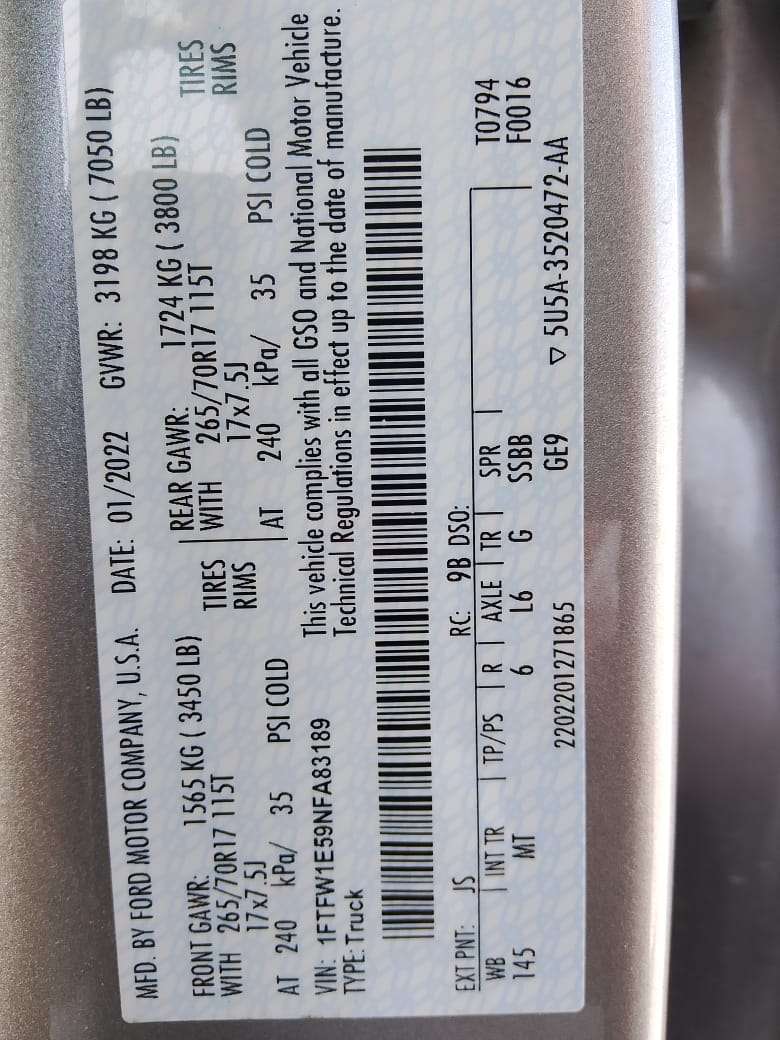 MFD. BY FORD MOTOR COMPANY, U.S.A. DATE: 01/2022 GVWR: 3198 KG ( 7050 LB)
FRONT GAWR: 1565 KG ( 3450 LB) REAR GAWR: 1724 KG ( 3800 LB)
WITH 265/70R17 115T TIRES WITH 265/70R17 115T TIRES
17x7.5J RIMS 17x7.5J RIMS
AT 240 kPa/ 35 PSI COLD AT 240 kPa/ 35 PSI COLD
VIN: 1FTFW1E59NFA83189 This vehicle complies with all GSO and National Motor Vehicle
TYPE: Truck Technical Regulations in effect up to the date of manufacture.
EXT PNT: JS RC: 9B DSO:
WB INT TR TP/PS R AXLE TR SPR T0794
145 MT 6 L6 G SSBB F0016
2202201271865 GE9 ▽ 5U5A-3520472-AA